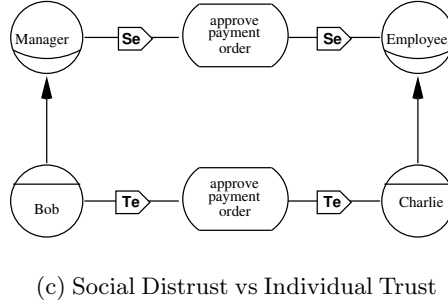 Manager
Se
approve
payment
order
Se
Employee
Bob
Te
approve
payment
order
Te
Charlie
(c) Social Distrust vs Individual Trust